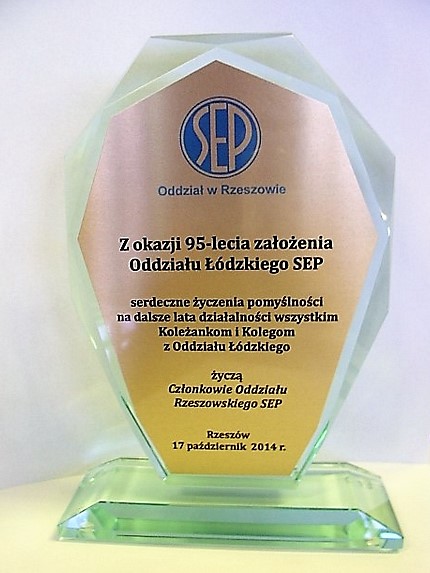 SEP
Oddział w Rzeszowie
Z okazji 95-lecia założenia
Oddziału Łódzkiego SEP
serdeczne życzenia pomyślności
na dalsze lata działalności wszystkim
Koleżankom i Kolegom
z Oddziału Łódzkiego
życzą
Członkowie Oddziału
Rzeszowskiego SEP
Rzeszów
17 październik 2014 r.